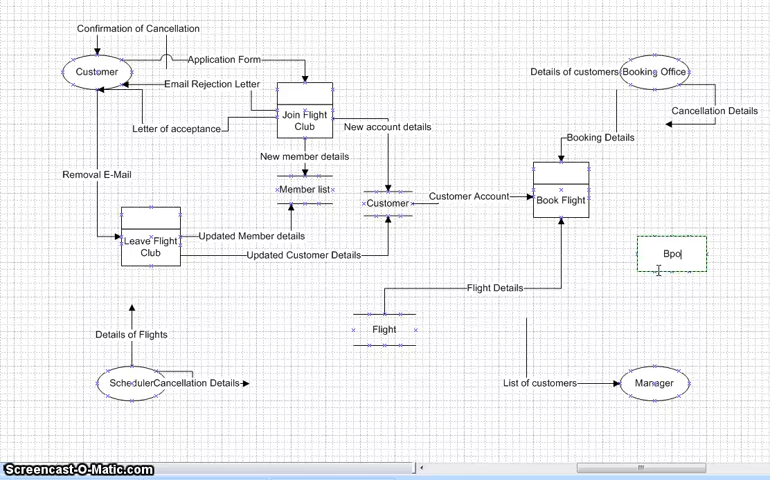 Confirmation of Cancellation
Customer
Application Form
Email Rejection Letter
Letter of acceptance
Join Flight
Club
New account details
New member details
Removal E-Mail
Member list
Customer
Customer Account
Details of customers
Booking Office
Cancellation Details
Booking Details
Book Flight
Leave Flight
Club
Updated Member details
Updated Customer Details
Bpo
Flight Details
Flight
Details of Flights
Scheduler
Cancellation Details
List of customers
Manager
Screencast-O-Matic.com